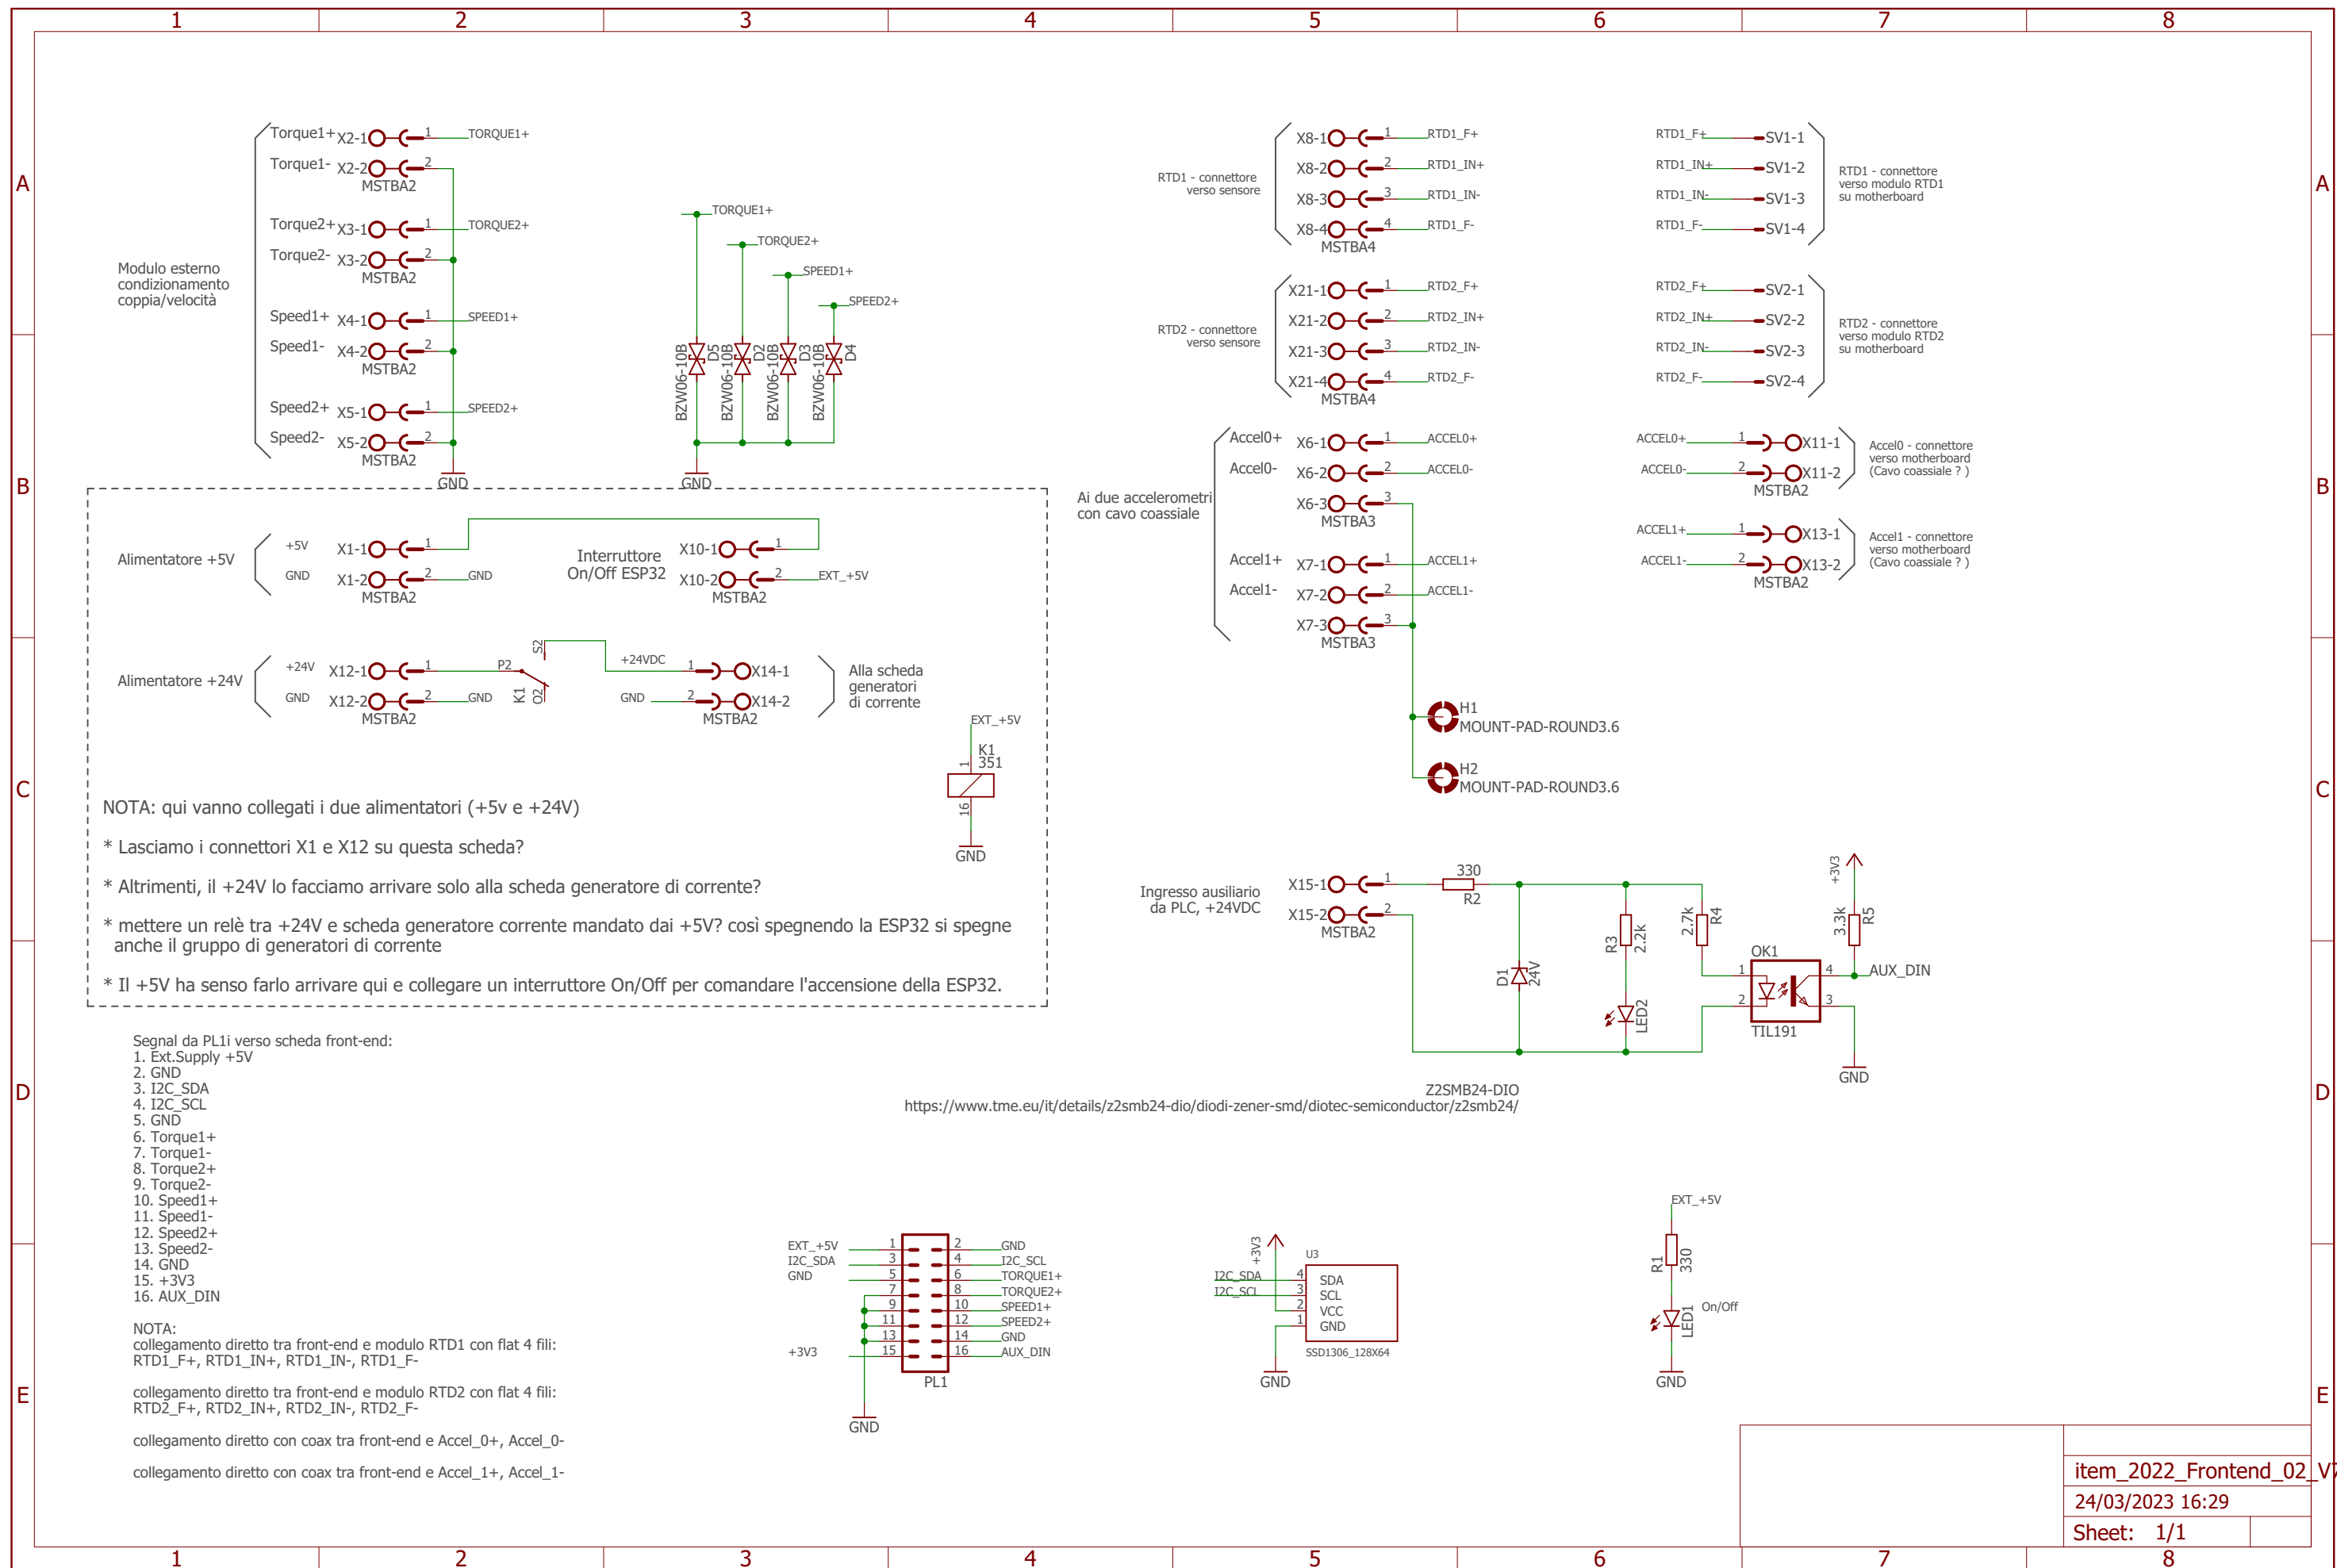 1 2 3 4 5 6 7 8
A
B
C
D
E
A
B
C
D
E
Torque1+ X2-1 1 TORQUE1+
Torque1- X2-2 2
MSTBA2
Torque2+ X3-1 1 TORQUE2+
Torque2- X3-2 2
MSTBA2
Speed1+ X4-1 1 SPEED1+
Speed1- X4-2 2
MSTBA2
Speed2+ X5-1 1 SPEED2+
Speed2- X5-2 2
MSTBA2
GND
Modulo esterno
condizionamento
coppia/velocità
TORQUE1+
TORQUE2+
SPEED1+
SPEED2+
BZW06-10B D5
BZW06-10B D2
BZW06-10B D3
BZW06-10B D4
GND
RTD1 - connettore
verso sensore
X8-1 1 RTD1_F+
X8-2 2 RTD1_IN+
X8-3 3 RTD1_IN-
X8-4 4 RTD1_F-
MSTBA4
RTD1_F+ SV1-1
RTD1_IN+ SV1-2
RTD1_IN- SV1-3
RTD1_F- SV1-4
RTD1 - connettore
verso modulo RTD1
su motherboard
RTD2 - connettore
verso sensore
X21-1 1 RTD2_F+
X21-2 2 RTD2_IN+
X21-3 3 RTD2_IN-
X21-4 4 RTD2_F-
MSTBA4
RTD2_F+ SV2-1
RTD2_IN+ SV2-2
RTD2_IN- SV2-3
RTD2_F- SV2-4
RTD2 - connettore
verso modulo RTD2
su motherboard
Ai due accelerometri
con cavo coassiale
Accel0+ X6-1 1 ACCEL0+
Accel0- X6-2 2 ACCEL0-
X6-3 3
MSTBA3
Accel1+ X7-1 1 ACCEL1+
Accel1- X7-2 2 ACCEL1-
X7-3 3
MSTBA3
ACCEL0+ 1 X11-1
ACCEL0- 2 X11-2
MSTBA2
Accel0 - connettore
verso motherboard
(Cavo coassiale ? )
ACCEL1+ 1 X13-1
ACCEL1- 2 X13-2
MSTBA2
Accel1 - connettore
verso motherboard
(Cavo coassiale ? )
H1
MOUNT-PAD-ROUND3.6
H2
MOUNT-PAD-ROUND3.6
Alimentatore +5V
+5V X1-1 1
GND X1-2 2 GND
MSTBA2
Interruttore
On/Off ESP32
X10-1 1
X10-2 2 EXT_+5V
MSTBA2
Alimentatore +24V
+24V X12-1 1
GND X12-2 2 GND
MSTBA2
P2 S2 O2 K1
+24VDC 1 X14-1
GND 2 X14-2
MSTBA2
Alla scheda
generatori
di corrente
EXT_+5V
K1
351
1
16
GND
NOTA: qui vanno collegati i due alimentatori (+5v e +24V)
* Lasciamo i connettori X1 e X12 su questa scheda?
* Altrimenti, il +24V lo facciamo arrivare solo alla scheda generatore di corrente?
* mettere un relè tra +24V e scheda generatore corrente mandato dai +5V? così spegnendo la ESP32 si spegne
anche il gruppo di generatori di corrente
* Il +5V ha senso farlo arrivare qui e collegare un interruttore On/Off per comandare l'accensione della ESP32.
Ingresso ausiliario
da PLC, +24VDC
X15-1 1
X15-2 2
MSTBA2
330
R2
D1
24V
R3
2.2k
LED2
2.7k
R4
+3V3
3.3k
R5
OK1
1 4 AUX_DIN
2 3
TIL191
GND
Z2SMB24-DIO
https://www.tme.eu/it/details/z2smb24-dio/diodi-zener-smd/diotec-semiconductor/z2smb24/
Segnal da PL1i verso scheda front-end:
1. Ext.Supply +5V
2. GND
3. I2C_SDA
4. I2C_SCL
5. GND
6. Torque1+
7. Torque1-
8. Torque2+
9. Torque2-
10. Speed1+
11. Speed1-
12. Speed2+
13. Speed2-
14. GND
15. +3V3
16. AUX_DIN
NOTA:
collegamento diretto tra front-end e modulo RTD1 con flat 4 fili:
RTD1_F+, RTD1_IN+, RTD1_IN-, RTD1_F-
collegamento diretto tra front-end e modulo RTD2 con flat 4 fili:
RTD2_F+, RTD2_IN+, RTD2_IN-, RTD2_F-
collegamento diretto con coax tra front-end e Accel_0+, Accel_0-
collegamento diretto con coax tra front-end e Accel_1+, Accel_1-
EXT_+5V 1 2 GND
I2C_SDA 3 4 I2C_SCL
GND 5 6 TORQUE1+
7 8 TORQUE2+
9 10 SPEED1+
11 12 SPEED2+
13 14 GND
+3V3 15 16 AUX_DIN
PL1
GND
+3V3
U3
I2C_SDA 4 SDA
I2C_SCL 3 SCL
2 VCC
1 GND
SSD1306_128X64
GND
EXT_+5V
R1
330
LED1
On/Off
GND
item_2022_Frontend_02_V7
24/03/2023 16:29
Sheet: 1/1
1 2 3 4 5 6 7 8